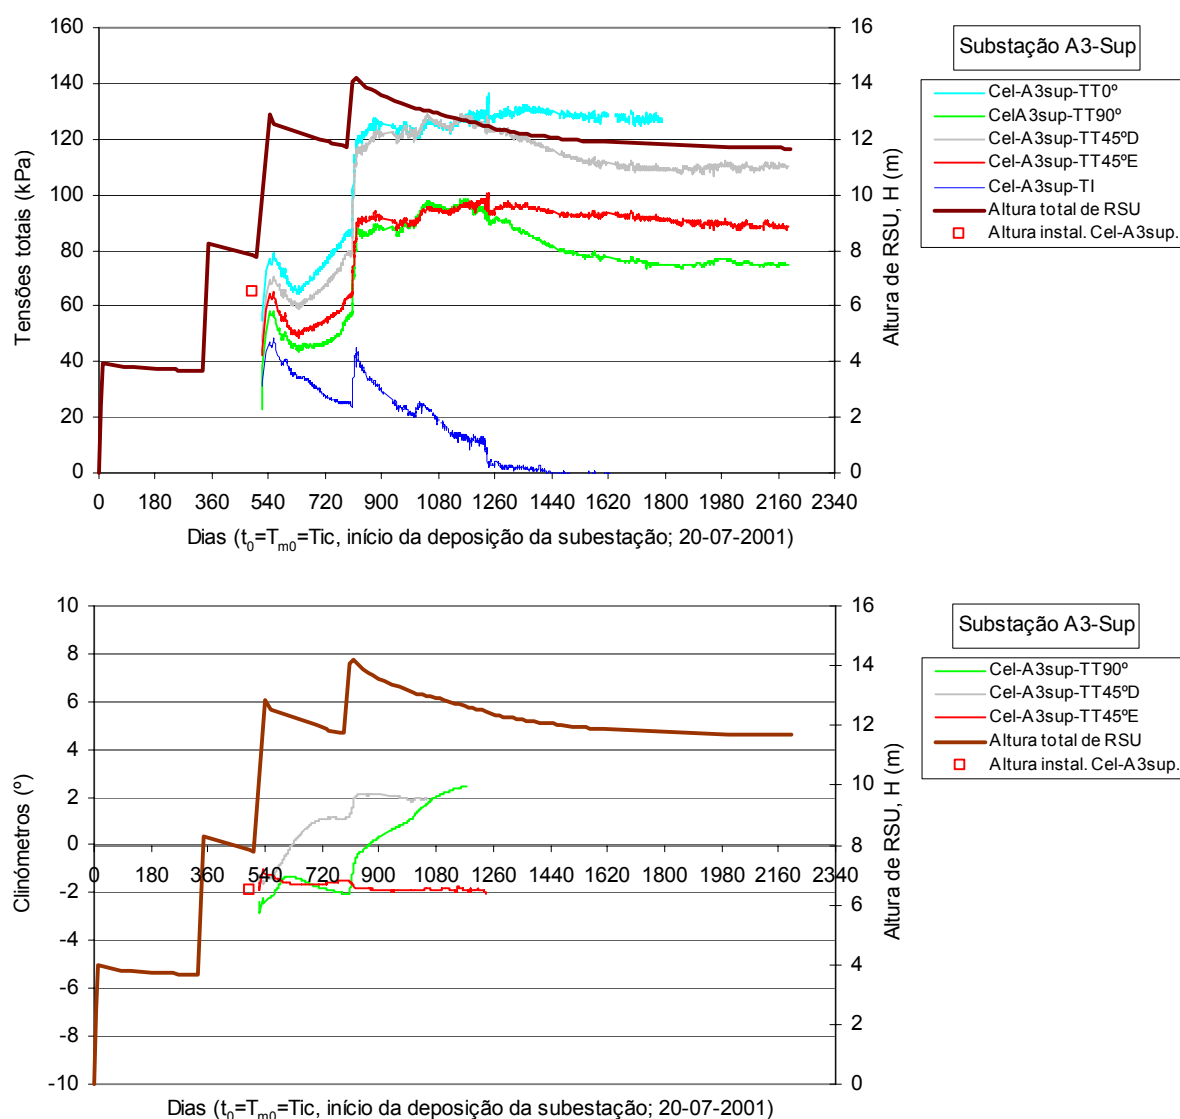 160
140
120
100
80
60
40
20
0
Tensões totais (kPa)
16
14
12
10
8
6
4
2
0
Altura de RSU, H (m)
0 180 360 540 720 900 1080 1260 1440 1620 1800 1980 2160 2340
Dias (t0=Tm0=Tic, início da deposição da subestação; 20-07-2001)
Substação A3-Sup
Cel-A3sup-TT0º
CelA3sup-TT90º
Cel-A3sup-TT45ºD
Cel-A3sup-TT45ºE
Cel-A3sup-TI
Altura total de RSU
Altura instal. Cel-A3sup.
10
8
6
4
2
0
-2
-4
-6
-8
-10
Clinómetros (º)
16
14
12
10
8
6
4
2
0
Altura de RSU, H (m)
0 180 360 540 720 900 1080 1260 1440 1620 1800 1980 2160 2340
Dias (t0=Tm0=Tic, início da deposição da subestação; 20-07-2001)
Substação A3-Sup
Cel-A3sup-TT90º
Cel-A3sup-TT45ºD
Cel-A3sup-TT45ºE
Altura total de RSU
Altura instal. Cel-A3sup.